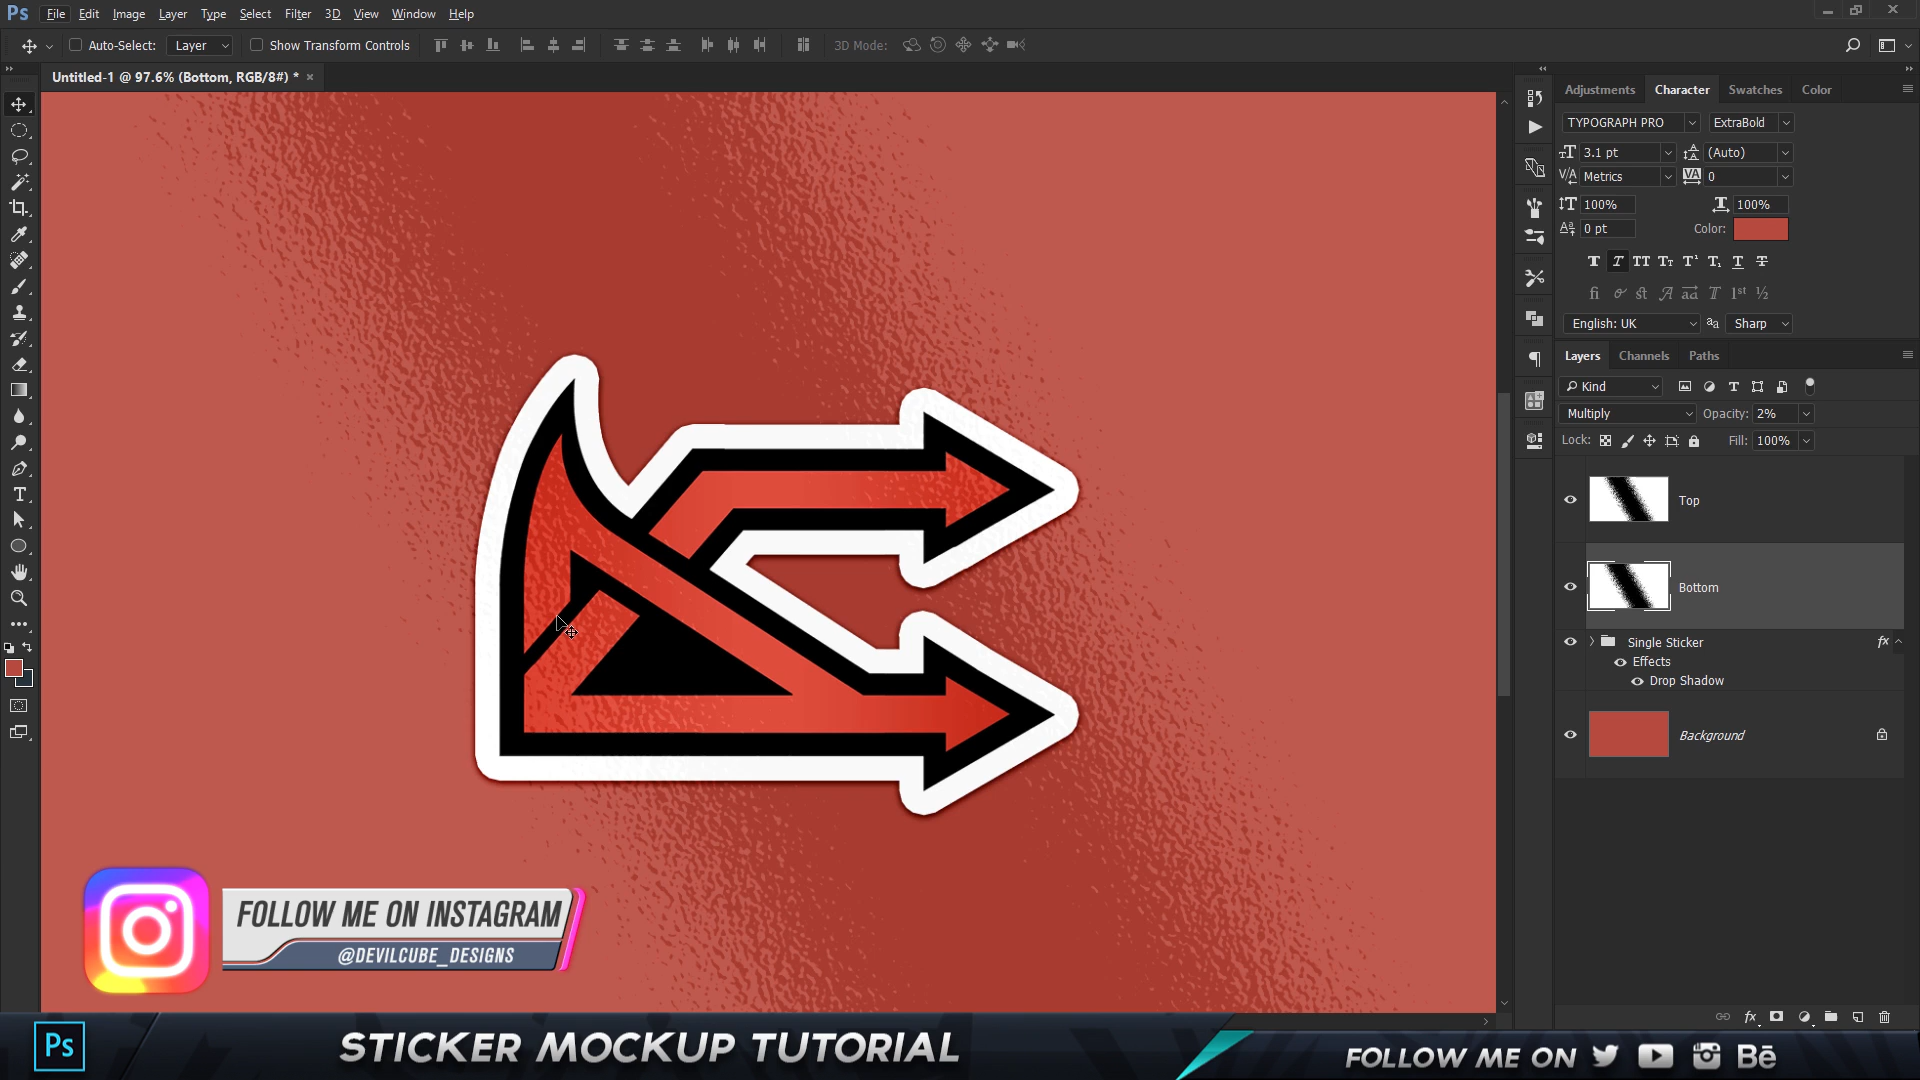 Ps File Edit Image Layer Type Select Filter 3D View Window Help
Auto-Select: Layer Show Transform Controls 3D Mode:
Untitled-1 @ 97.6% (Bottom, RGB/8#) * ×
Adjustments Character Swatches Color
TYPOGRAPH PRO ExtraBold
3.1 pt (Auto)
Metrics 0
100% 100%
0 pt Color:
English: UK aa Sharp
Layers Channels Paths
Kind
Multiply Opacity: 2%
Lock: Fill: 100%
Top
Bottom
Single Sticker fx
Effects
Drop Shadow
Background
FOLLOW ME ON INSTAGRAM
@DEVILCUBE_DESIGNS
Ps STICKER MOCKUP TUTORIAL
FOLLOW ME ON Bē